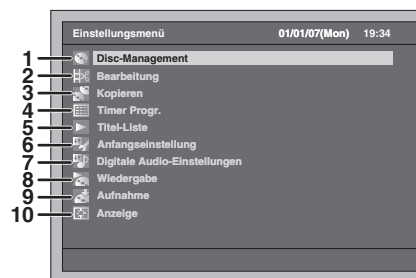 Einstellungsmenü 01/01/07(Mon) 19:34
1 Disc-Management
2 Bearbeitung
3 Kopieren
4 Timer Progr.
5 Titel-Liste
6 Anfangseinstellung
7 Digitale Audio-Einstellungen
8 Wiedergabe
9 Aufnahme
10 Anzeige